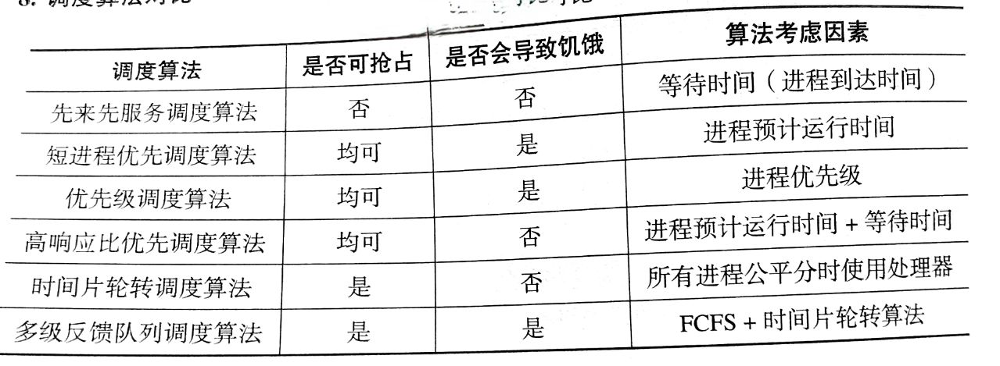 8. 调度算法对比
调度算法 是否可抢占 是否会导致饥饿 算法考虑因素
先来先服务调度算法 否 否 等待时间（进程到达时间）
短进程优先调度算法 均可 是 进程预计运行时间
优先级调度算法 均可 是 进程优先级
高响应比优先调度算法 均可 否 进程预计运行时间 + 等待时间
时间片轮转调度算法 是 否 所有进程公平分时使用处理器
多级反馈队列调度算法 是 是 FCFS + 时间片轮转算法